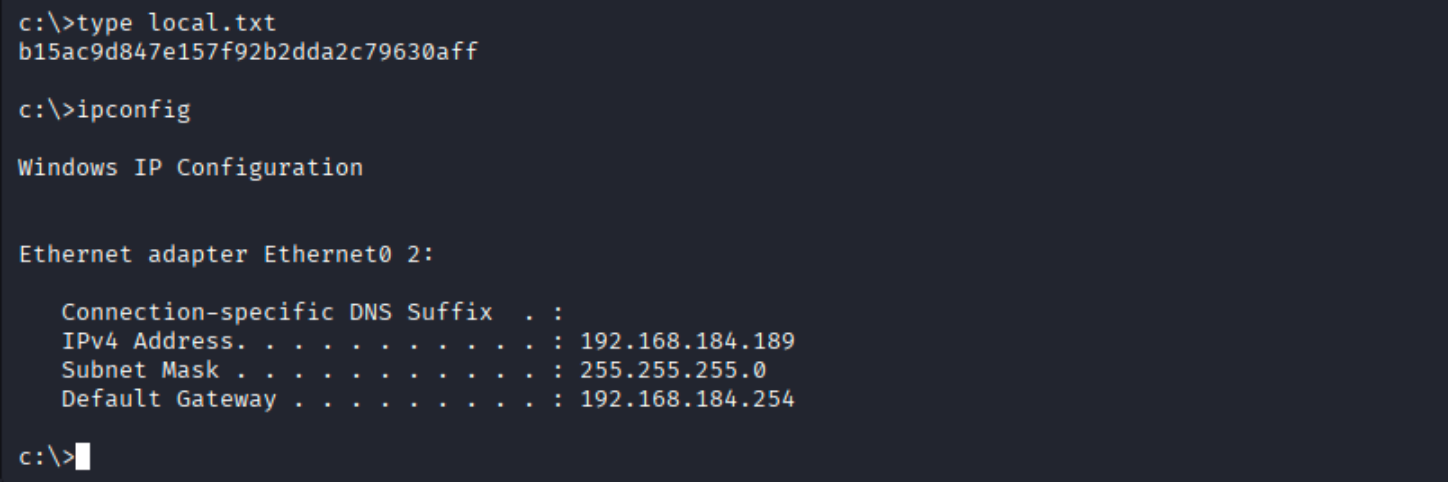 c:\>type local.txt
b15ac9d847e157f92b2dda2c79630aff
c:\>ipconfig
Windows IP Configuration
Ethernet adapter Ethernet0 2:
   Connection-specific DNS Suffix  . :
   IPv4 Address. . . . . . . . . . . : 192.168.184.189
   Subnet Mask . . . . . . . . . . . : 255.255.255.0
   Default Gateway . . . . . . . . . : 192.168.184.254
c:\>